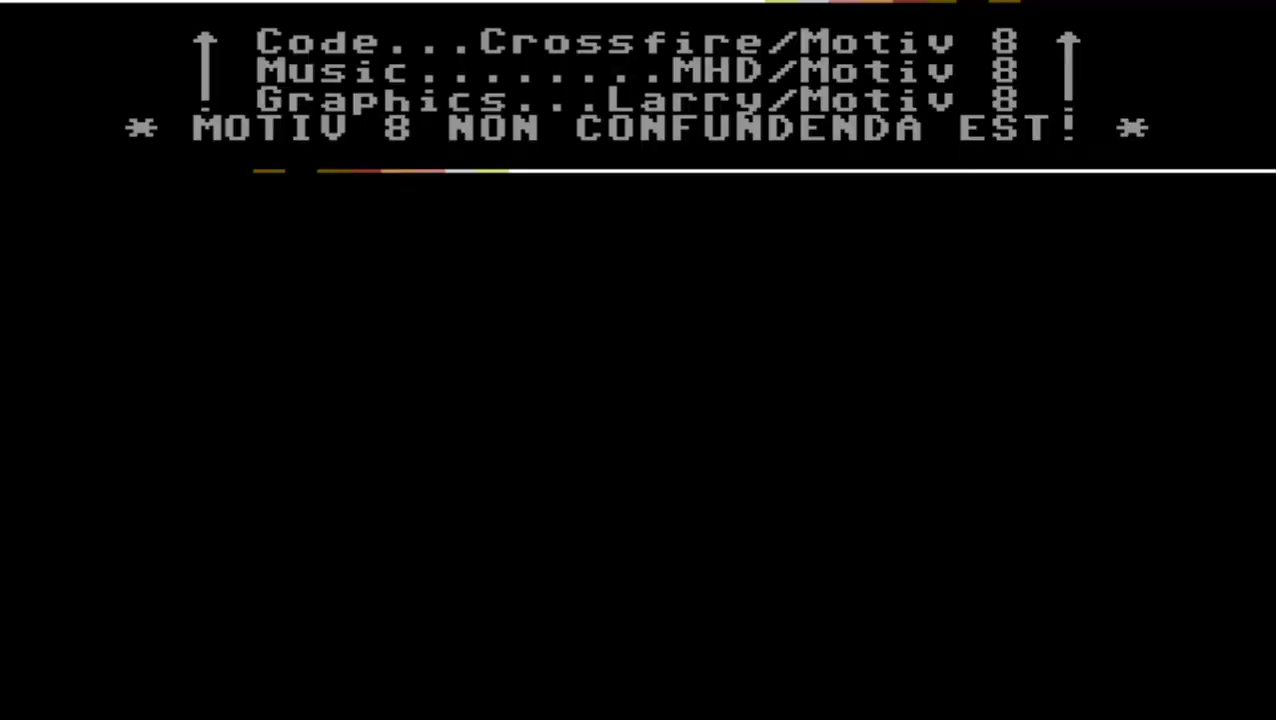 ↑ Code...Crossfire/Motiv 8 ↑
Music........MHD/Motiv 8
Graphics...Larry/Motiv 8
* MOTIV 8 NON CONFUNDENDA EST! *